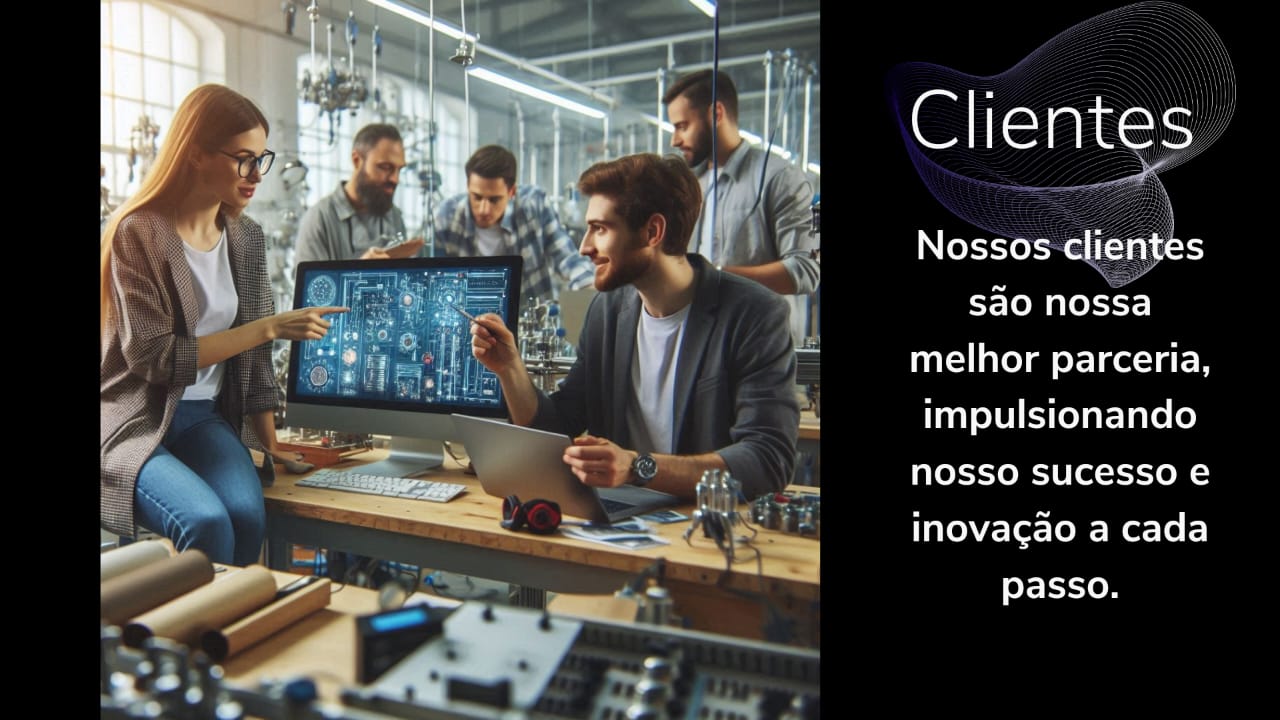 Clientes
Nossos clientes
são nossa
melhor parceria,
impulsionando
nosso sucesso e
inovação a cada
passo.